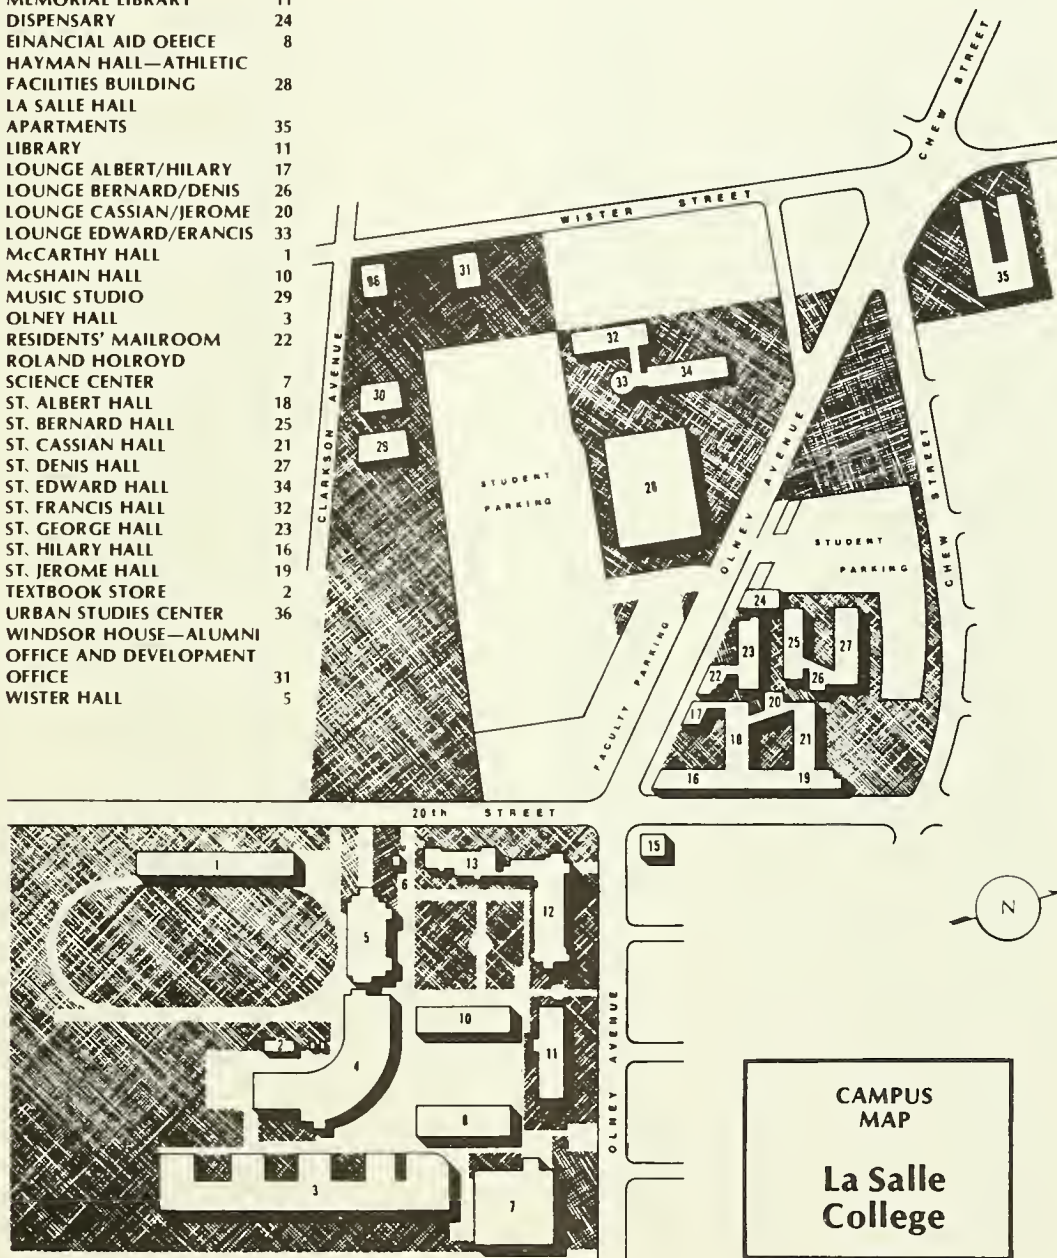 MEMORIAL LIBRARY 11
DISPENSARY 24
EINANCIAL AID OEEICE 8
HAYMAN HALL—ATHLETIC
FACILITIES BUILDING 28
LA SALLE HALL
APARTMENTS 35
LIBRARY 11
LOUNGE ALBERT/HILARY 17
LOUNGE BERNARD/DENIS 26
LOUNGE CASSIAN/JEROME 20
LOUNGE EDWARD/ERANCIS 33
McCARTHY HALL 1
McSHAIN HALL 10
MUSIC STUDIO 29
OLNEY HALL 3
RESIDENTS' MAILROOM 22
ROLAND HOLROYD
SCIENCE CENTER 7
ST. ALBERT HALL 18
ST. BERNARD HALL 25
ST. CASSIAN HALL 21
ST. DENIS HALL 27
ST. EDWARD HALL 34
ST. FRANCIS HALL 32
ST. GEORGE HALL 23
ST. HILARY HALL 16
ST. JEROME HALL 19
TEXTBOOK STORE 2
URBAN STUDIES CENTER 36
WINDSOR HOUSE—ALUMNI
OFFICE AND DEVELOPMENT
OFFICE 31
WISTER HALL 5
CHEW STREET
WISTER STREET
35
31
32
34
33
CLARKSON AVENUE
30
29
28
STUDENT
PARKING
OLNEY AVENUE
STUDENT
PARKING
CHEW STREET
FACULTY PARKING
24
23
25
27
22
26
20
17
18
21
16
19
20th STREET
1
13
6
12
15
5
N
10
2
4
11
OLNEY AVENUE
8
3
7
CAMPUS
MAP
La Salle
College